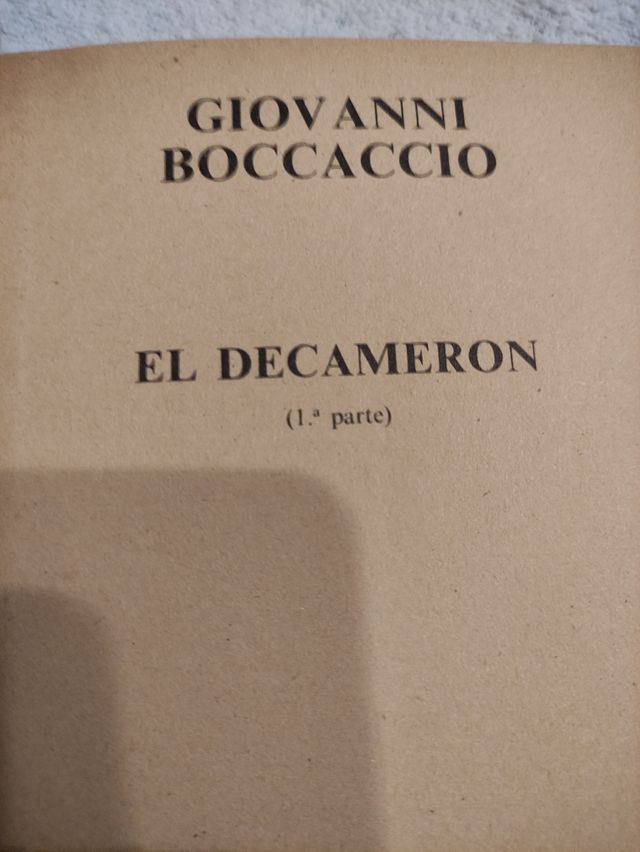 GIOVANNI
BOCCACCIO
EL DECAMERON
(1.ª parte)